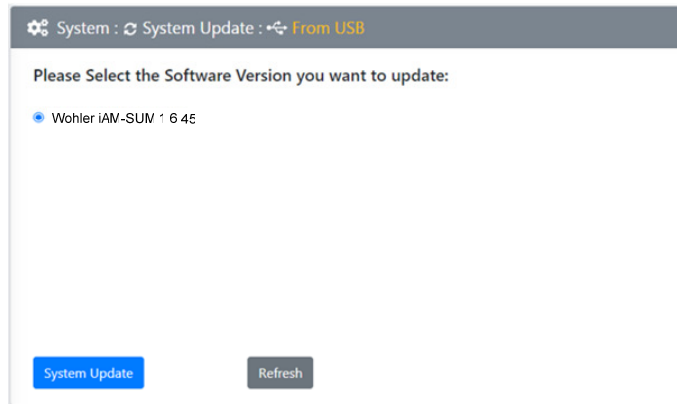 System : System Update : From USB
Please Select the Software Version you want to update:
Wohler iAM-SUM 1 6 45
System Update
Refresh